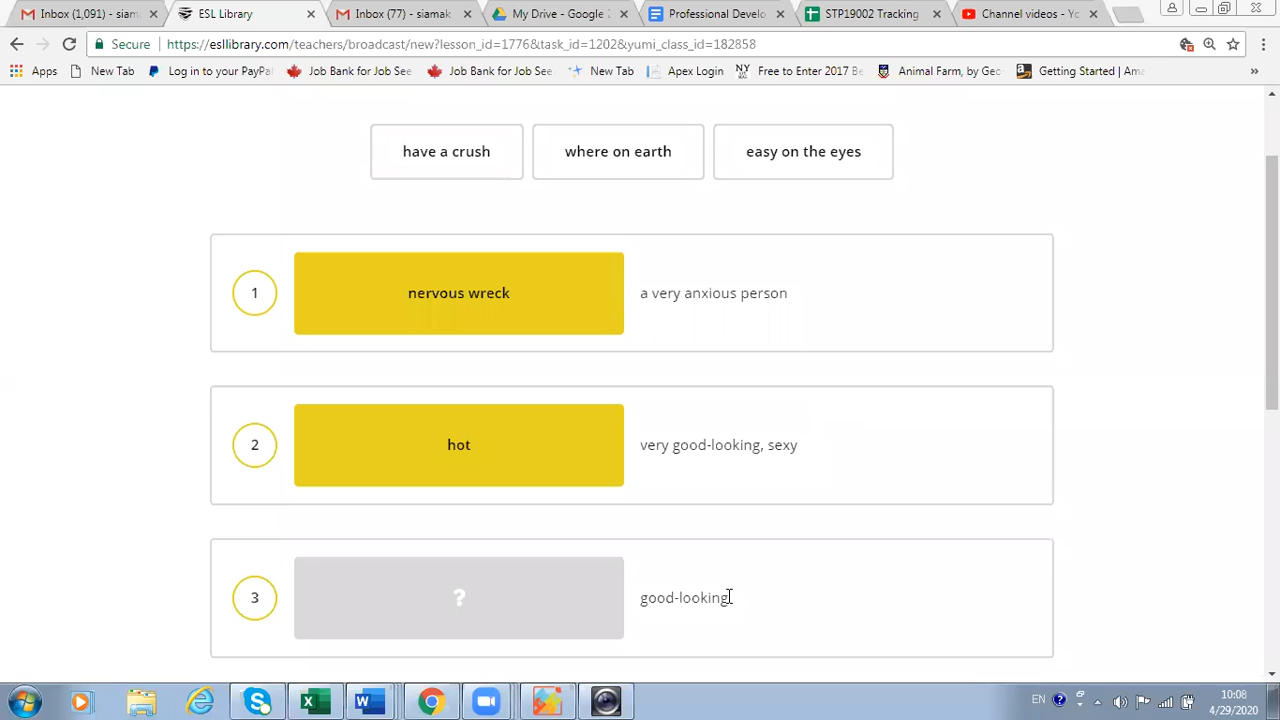 Inbox (1,091) - siam
ESL Library
Inbox (77) - siamak
My Drive - Google
Professional Develo
STP19002 Tracking
Channel videos - Yo
Secure
https://esllibrary.com/teachers/broadcast/new?lesson_id=1776&task_id=1202&yumi_class_id=182858
Apps
New Tab
Log in to your PayPa
Job Bank for Job See
Job Bank for Job See
New Tab
Apex Login
NY
Free to Enter 2017 Be
Animal Farm, by Geo
Getting Started | Ama
»
have a crush
where on earth
easy on the eyes
1
nervous wreck
a very anxious person
2
hot
very good-looking, sexy
3
?
good-looking
EN
10:08
4/29/2020